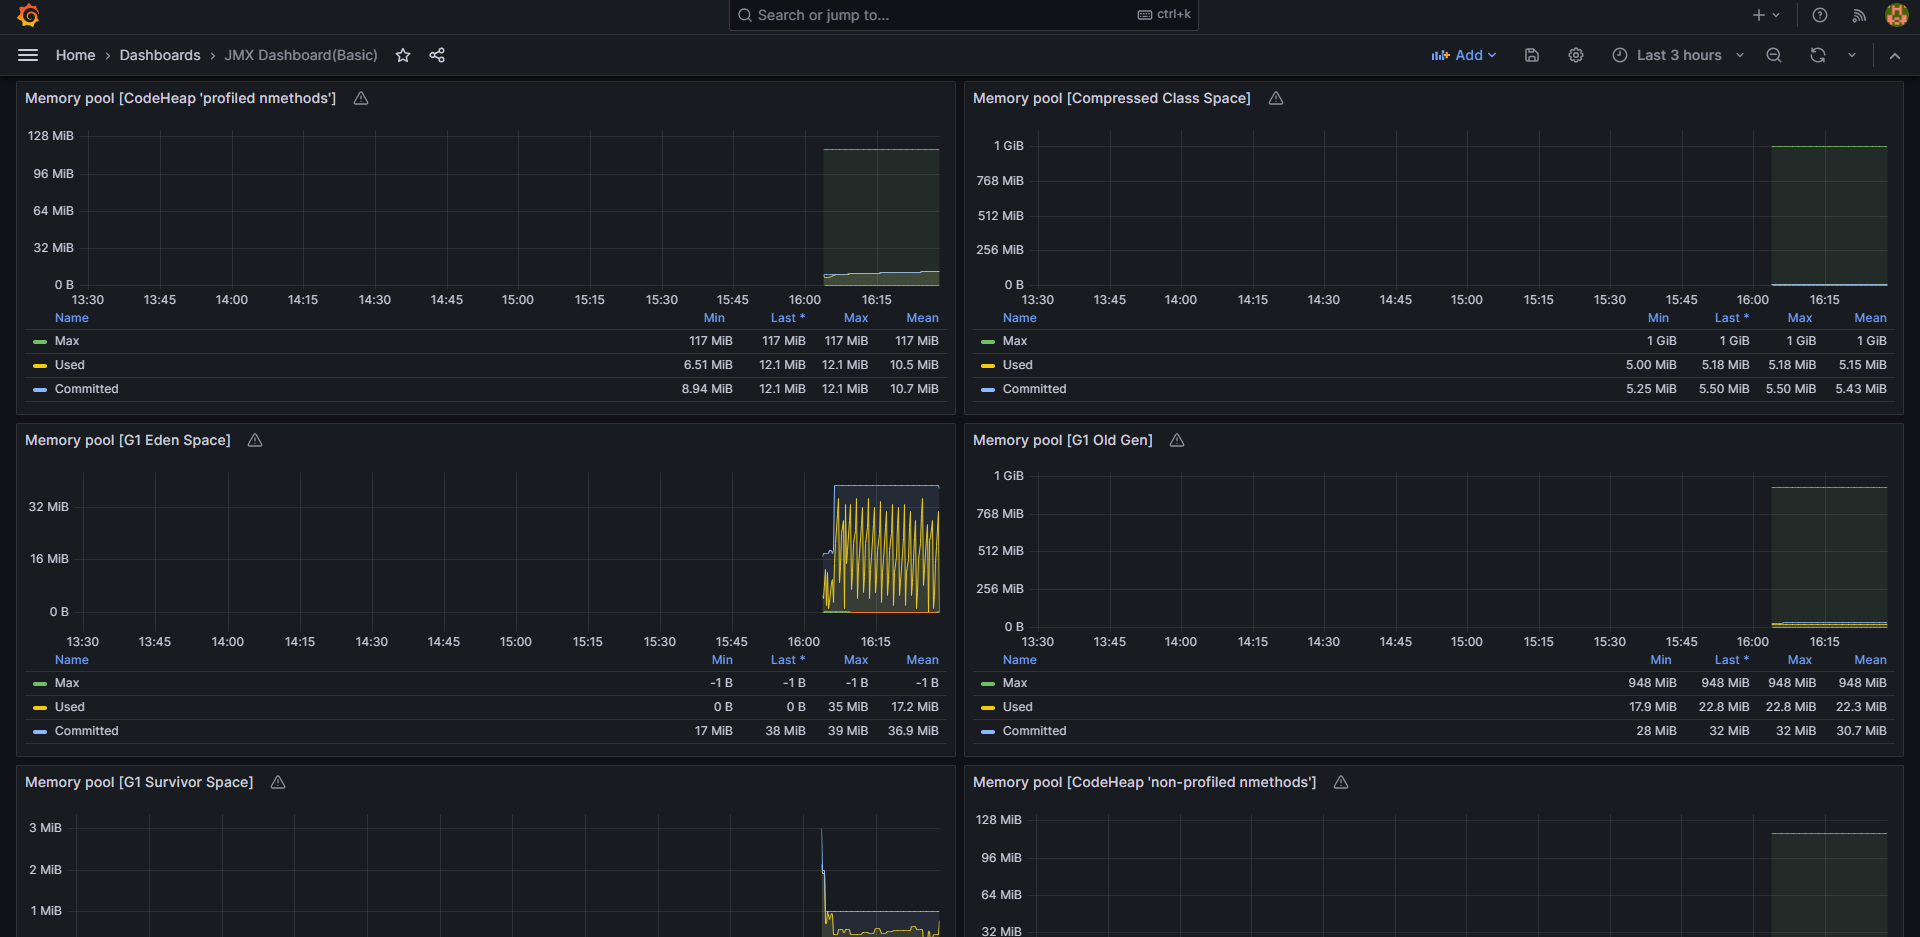 Search or jump to...
ctrl+k
Home › Dashboards › JMX Dashboard(Basic)
Add
Last 3 hours
Memory pool [CodeHeap 'profiled nmethods']
128 MiB
96 MiB
64 MiB
32 MiB
0 B
13:30 13:45 14:00 14:15 14:30 14:45 15:00 15:15 15:30 15:45 16:00 16:15
Name Min Last * Max Mean
Max 117 MiB 117 MiB 117 MiB 117 MiB
Used 6.51 MiB 12.1 MiB 12.1 MiB 10.5 MiB
Committed 8.94 MiB 12.1 MiB 12.1 MiB 10.7 MiB
Memory pool [Compressed Class Space]
1 GiB
768 MiB
512 MiB
256 MiB
0 B
13:30 13:45 14:00 14:15 14:30 14:45 15:00 15:15 15:30 15:45 16:00 16:15
Name Min Last * Max Mean
Max 1 GiB 1 GiB 1 GiB 1 GiB
Used 5.00 MiB 5.18 MiB 5.18 MiB 5.15 MiB
Committed 5.25 MiB 5.50 MiB 5.50 MiB 5.43 MiB
Memory pool [G1 Eden Space]
32 MiB
16 MiB
0 B
13:30 13:45 14:00 14:15 14:30 14:45 15:00 15:15 15:30 15:45 16:00 16:15
Name Min Last * Max Mean
Max -1 B -1 B -1 B -1 B
Used 0 B 0 B 35 MiB 17.2 MiB
Committed 17 MiB 38 MiB 39 MiB 36.9 MiB
Memory pool [G1 Old Gen]
1 GiB
768 MiB
512 MiB
256 MiB
0 B
13:30 13:45 14:00 14:15 14:30 14:45 15:00 15:15 15:30 15:45 16:00 16:15
Name Min Last * Max Mean
Max 948 MiB 948 MiB 948 MiB 948 MiB
Used 17.9 MiB 22.8 MiB 22.8 MiB 22.3 MiB
Committed 28 MiB 32 MiB 32 MiB 30.7 MiB
Memory pool [G1 Survivor Space]
3 MiB
2 MiB
1 MiB
Memory pool [CodeHeap 'non-profiled nmethods']
128 MiB
96 MiB
64 MiB
32 MiB